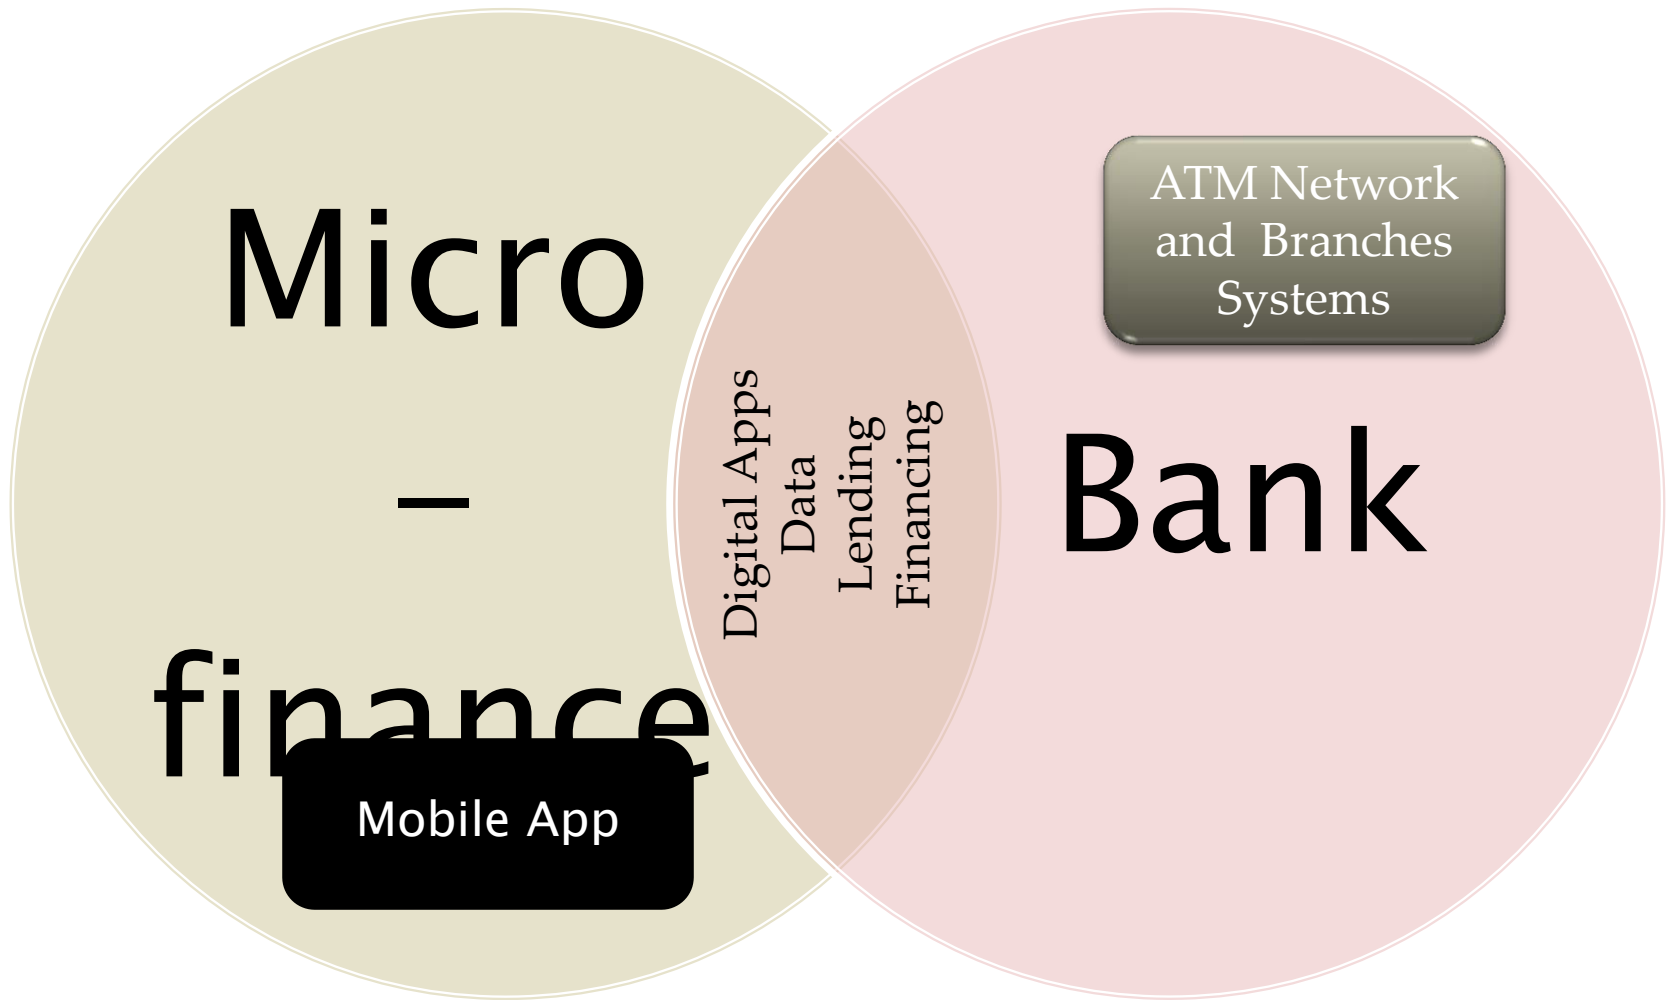 Micro
–
finance
Mobile App
Digital Apps
Data
Lending
Financing
ATM Network
and  Branches
Systems
Bank